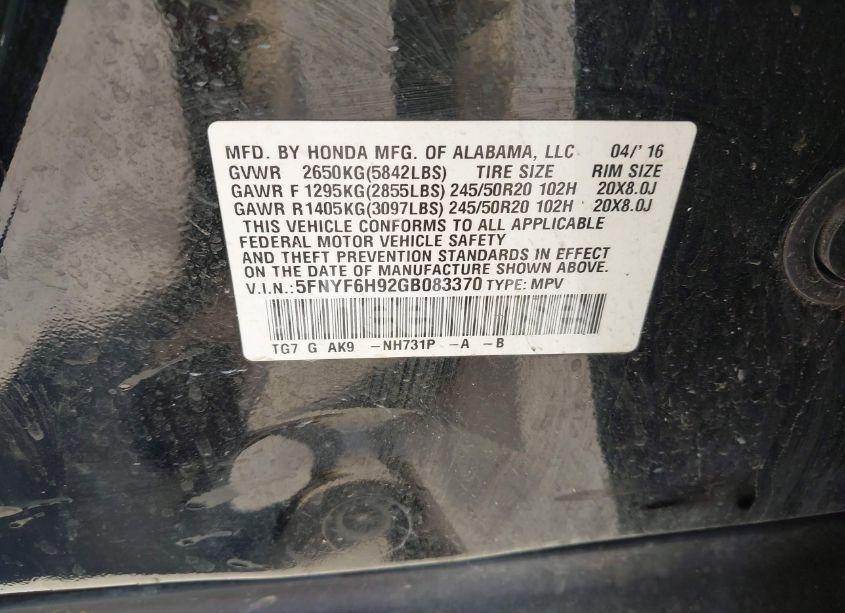 MFD. BY HONDA MFG. OF ALABAMA, LLC 04/' 16
GVWR 2650KG(5842LBS) TIRE SIZE RIM SIZE
GAWR F 1295KG(2855LBS) 245/50R20 102H 20X8.0J
GAWR R1405KG(3097LBS) 245/50R20 102H 20X8.0J
THIS VEHICLE CONFORMS TO ALL APPLICABLE
FEDERAL MOTOR VEHICLE SAFETY
AND THEFT PREVENTION STANDARDS IN EFFECT
ON THE DATE OF MANUFACTURE SHOWN ABOVE.
V.I.N.:5FNYF6H92GB083370 TYPE: MPV
TG7 G AK9 -NH731P -A -B